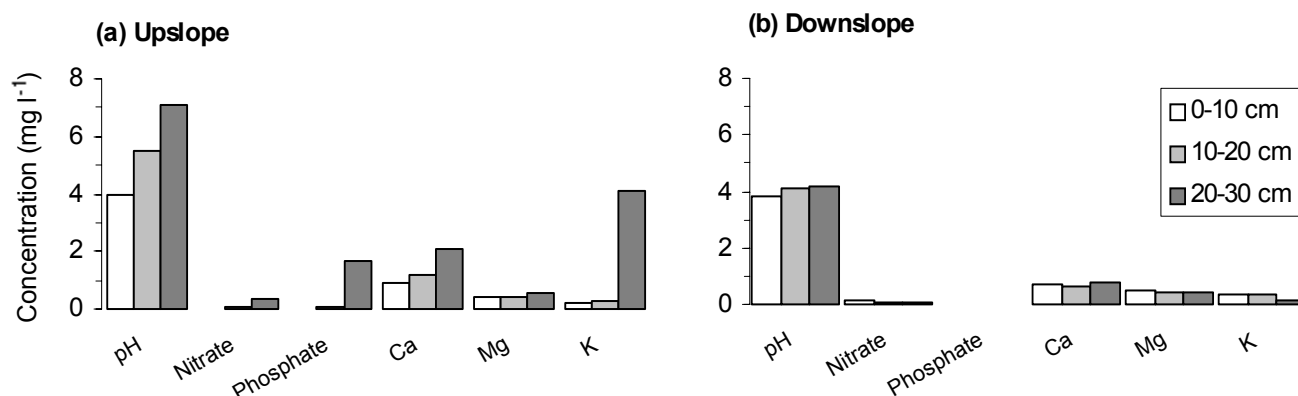 (a) Upslope
Concentration (mg l-1)
8
6
4
2
0
pH
Nitrate
Phosphate
Ca
Mg
K
(b) Downslope
8
6
4
2
0
pH
Nitrate
Phosphate
Ca
Mg
K
0-10 cm
10-20 cm
20-30 cm